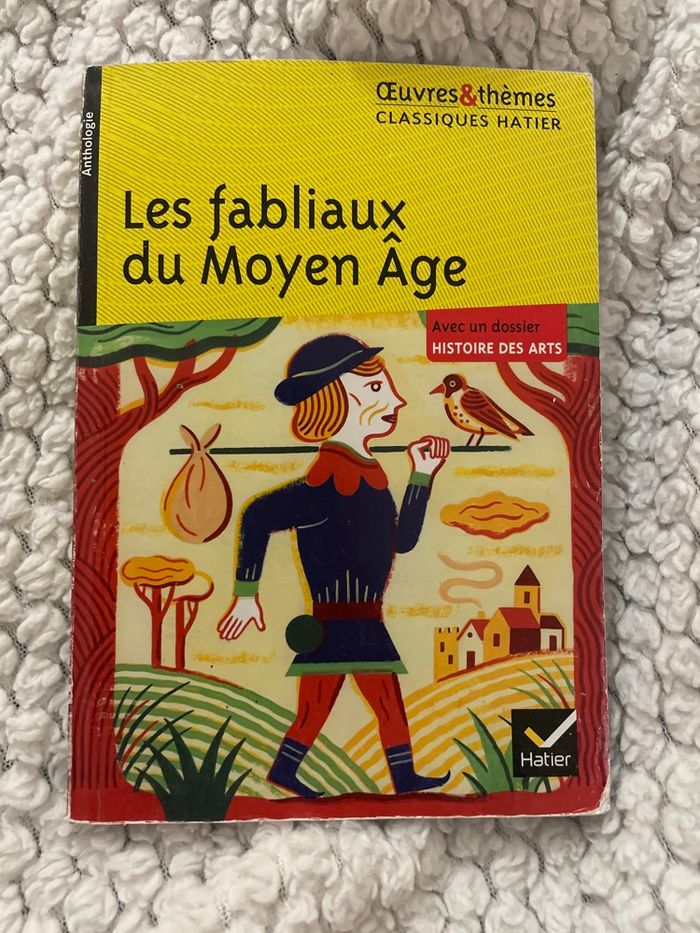 Anthologie
Œuvres&thèmes
CLASSIQUES HATIER
Les fabliaux
du Moyen Âge
Avec un dossier
HISTOIRE DES ARTS
Hatier